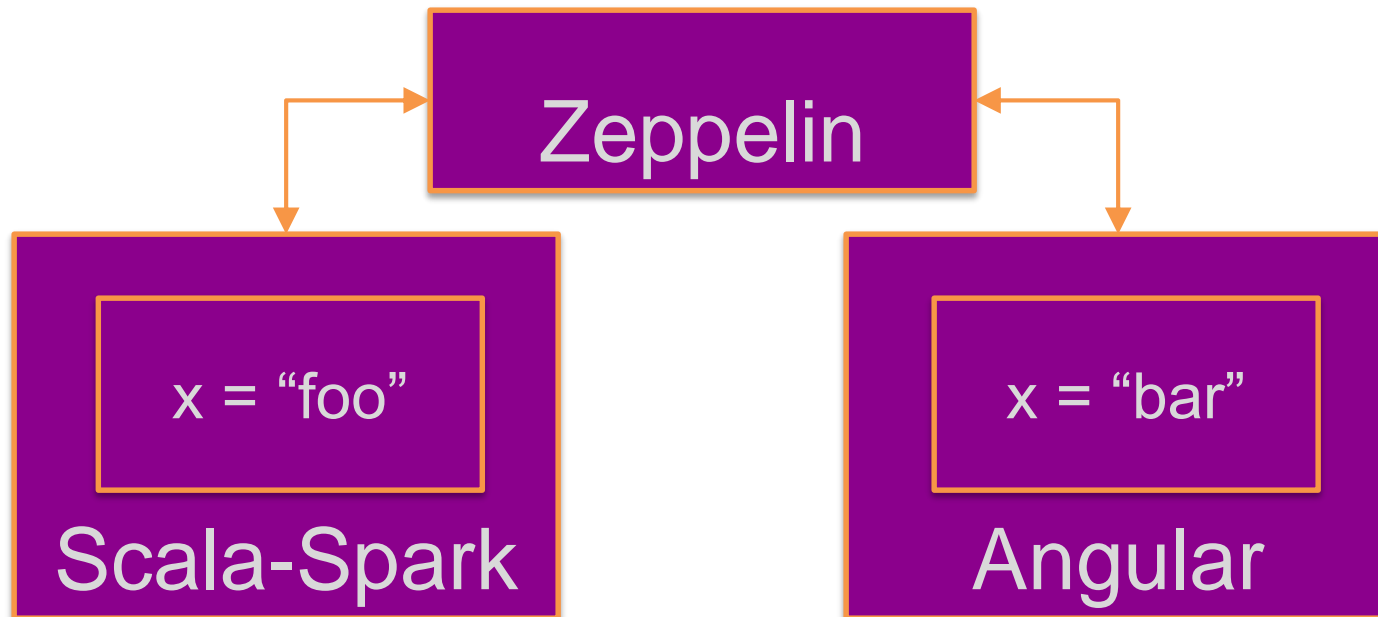 Zeppelin
x = “foo”
x = “bar”
Scala-Spark
Angular